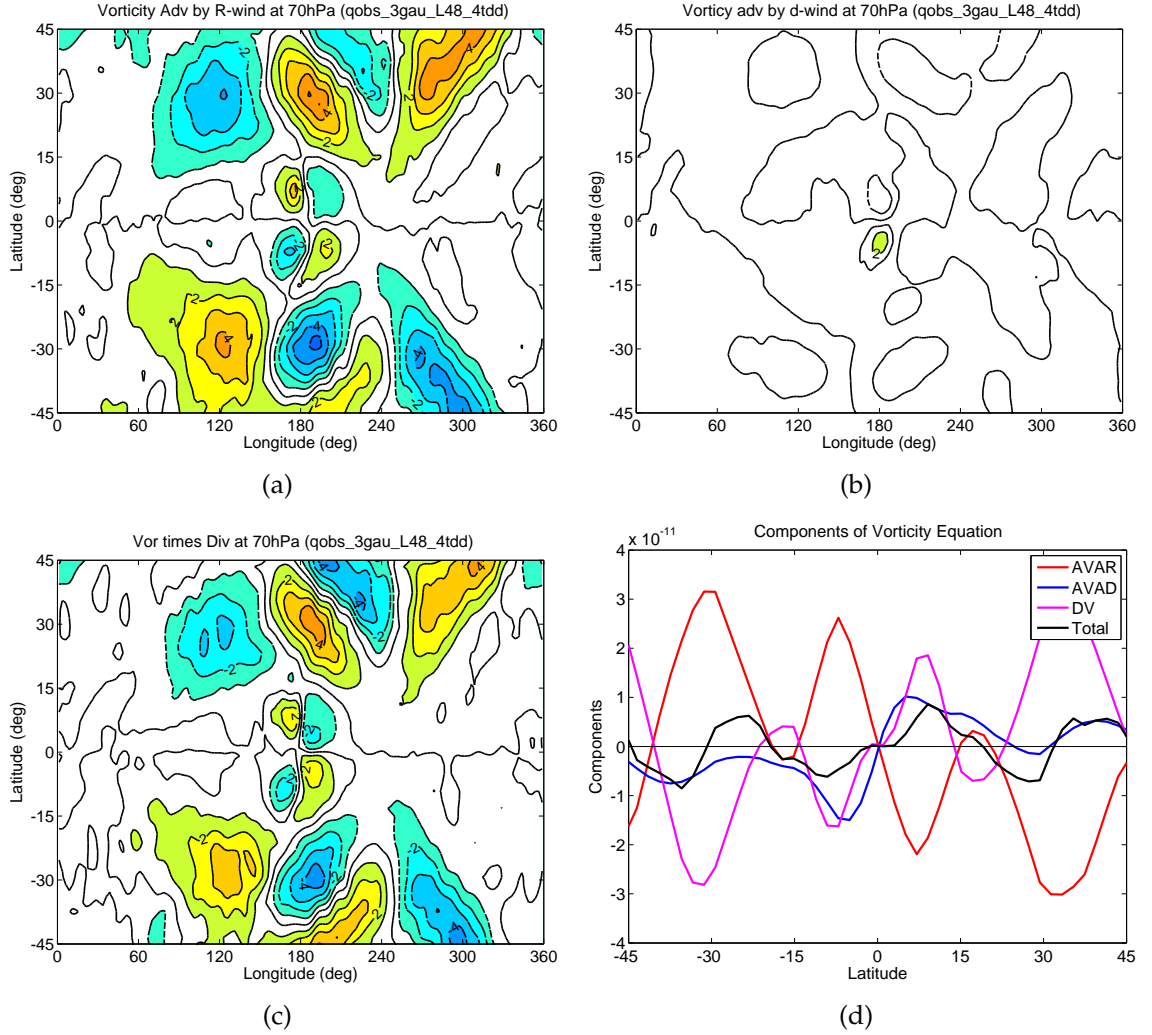 Vorticity Adv by R-wind at 70hPa (qobs_3gau_L48_4tdd)
Latitude (deg)
45
30
15
0
-15
-30
-45
0 60 120 180 240 300 360
Longitude (deg)
(a)
Vorticy adv by d-wind at 70hPa (qobs_3gau_L48_4tdd)
Latitude (deg)
45
30
15
0
-15
-30
-45
0 60 120 180 240 300 360
Longitude (deg)
2
(b)
Vor times Div at 70hPa (qobs_3gau_L48_4tdd)
Latitude (deg)
45
30
15
0
-15
-30
-45
0 60 120 180 240 300 360
Longitude (deg)
(c)
Components of Vorticity Equation
x 10⁻¹¹
Components
4
3
2
1
0
-1
-2
-3
-4
AVAR
AVAD
DV
Total
-45 -30 -15 0 15 30 45
Latitude
(d)